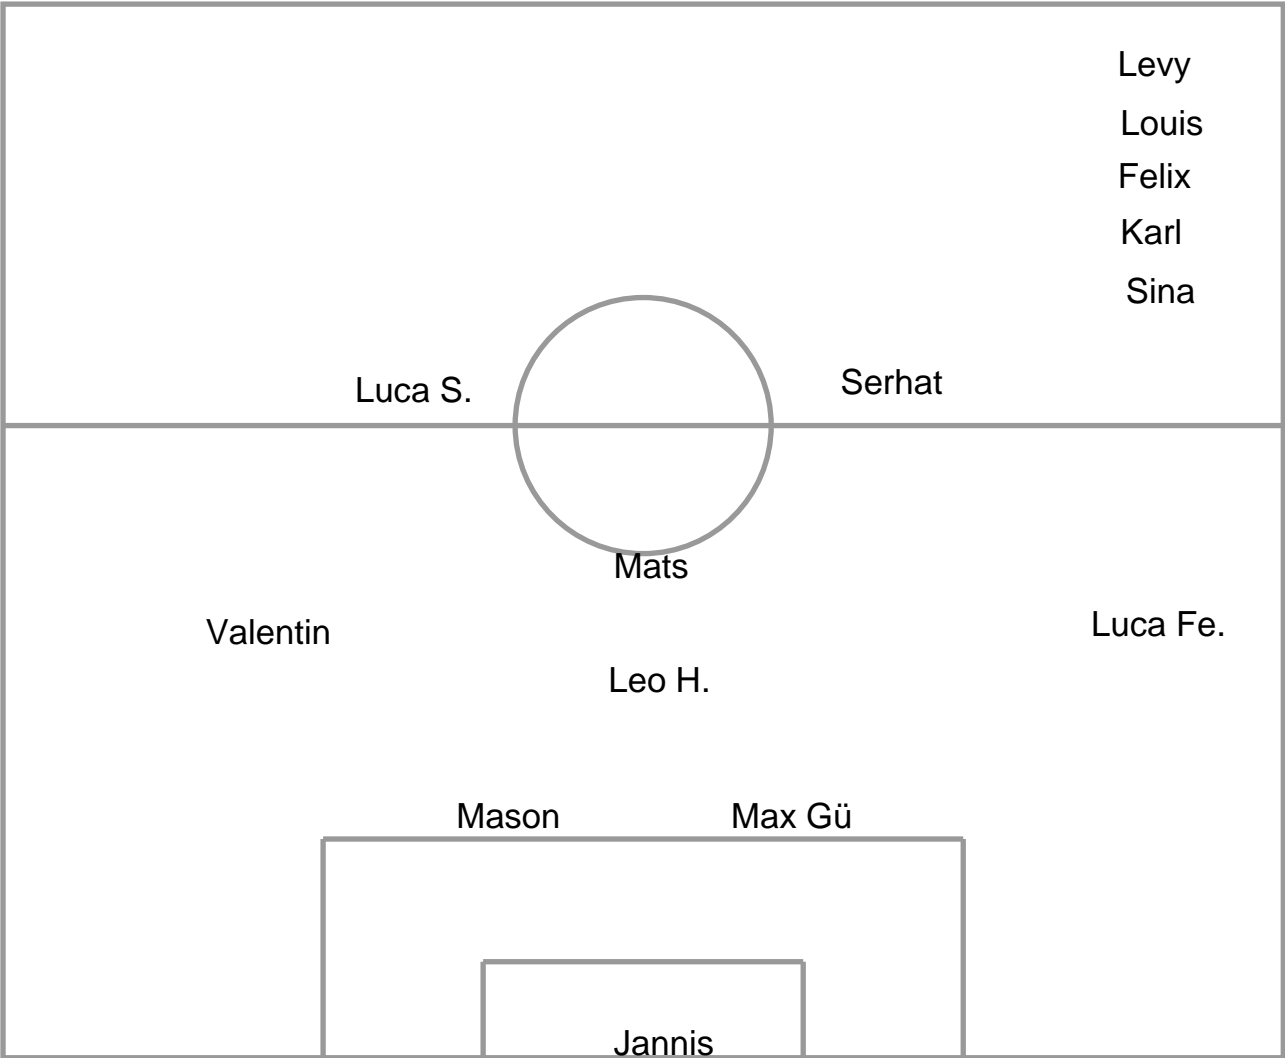 Levy
Louis
Felix
Karl
Sina
Luca S.
Serhat
Mats
Valentin
Luca Fe.
Leo H.
Mason
Max Gü
Jannis